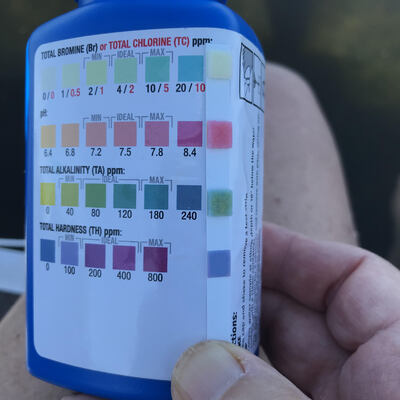 TOTAL BROMINE (Br) or TOTAL CHLORINE (TC) ppm:
MIN IDEAL MAX
0 / 0 1 / 0.5 2 / 1 4 / 2 10 / 5 20 / 10
pH:
MIN IDEAL MAX
6.4 6.8 7.2 7.5 7.8 8.4
TOTAL ALKALINITY (TA) ppm:
MIN IDEAL MAX
0 40 80 120 180 240
TOTAL HARDNESS (TH) ppm:
MIN IDEAL MAX
0 100 200 400 800